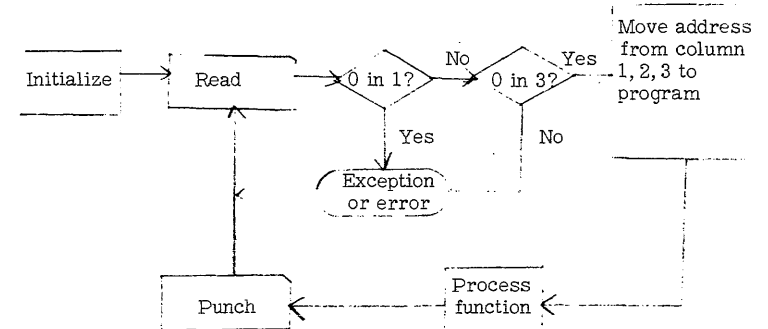 Initialize
Read
0 in 1?
No
0 in 3?
Yes
Move address
from column
1, 2, 3 to
program
Yes
No
Exception
or error
Punch
Process
function